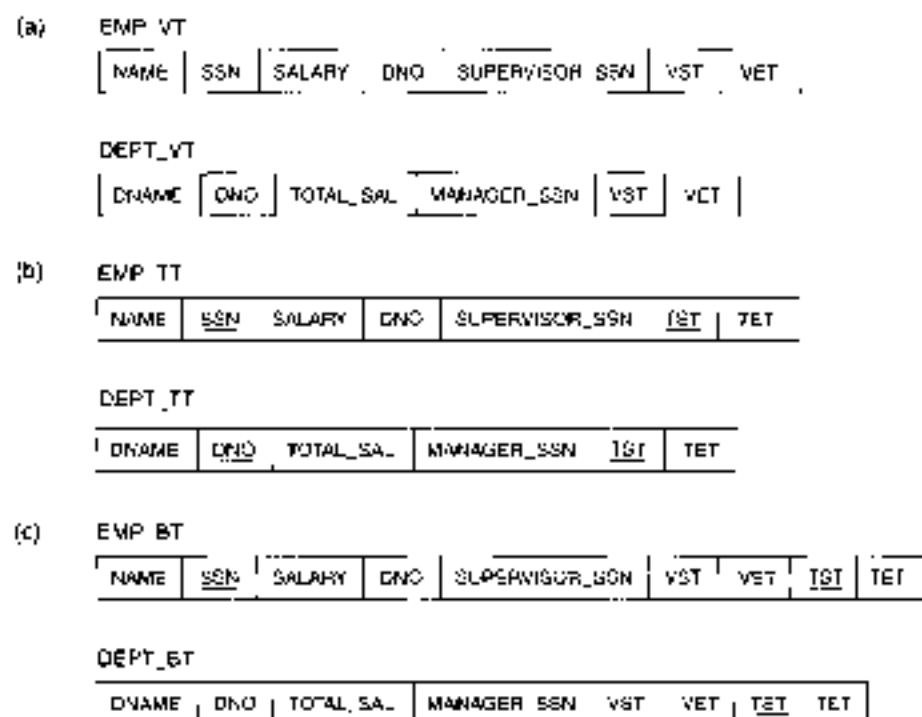 (a) EMP_VT
NAME SSN SALARY DNO SUPERVISOR_SSN VST VET
DEPT_VT
DNAME DNO TOTAL_SAL MANAGER_SSN VST VET
(b) EMP_TT
NAME SSN SALARY DNO SUPERVISOR_SSN TST TET
DEPT_TT
DNAME DNO TOTAL_SAL MANAGER_SSN TST TET
(c) EMP_BT
NAME SSN SALARY DNO SUPERVISOR_SSN VST VET TST TET
DEPT_BT
DNAME DNO TOTAL_SAL MANAGER_SSN VST VET TST TET